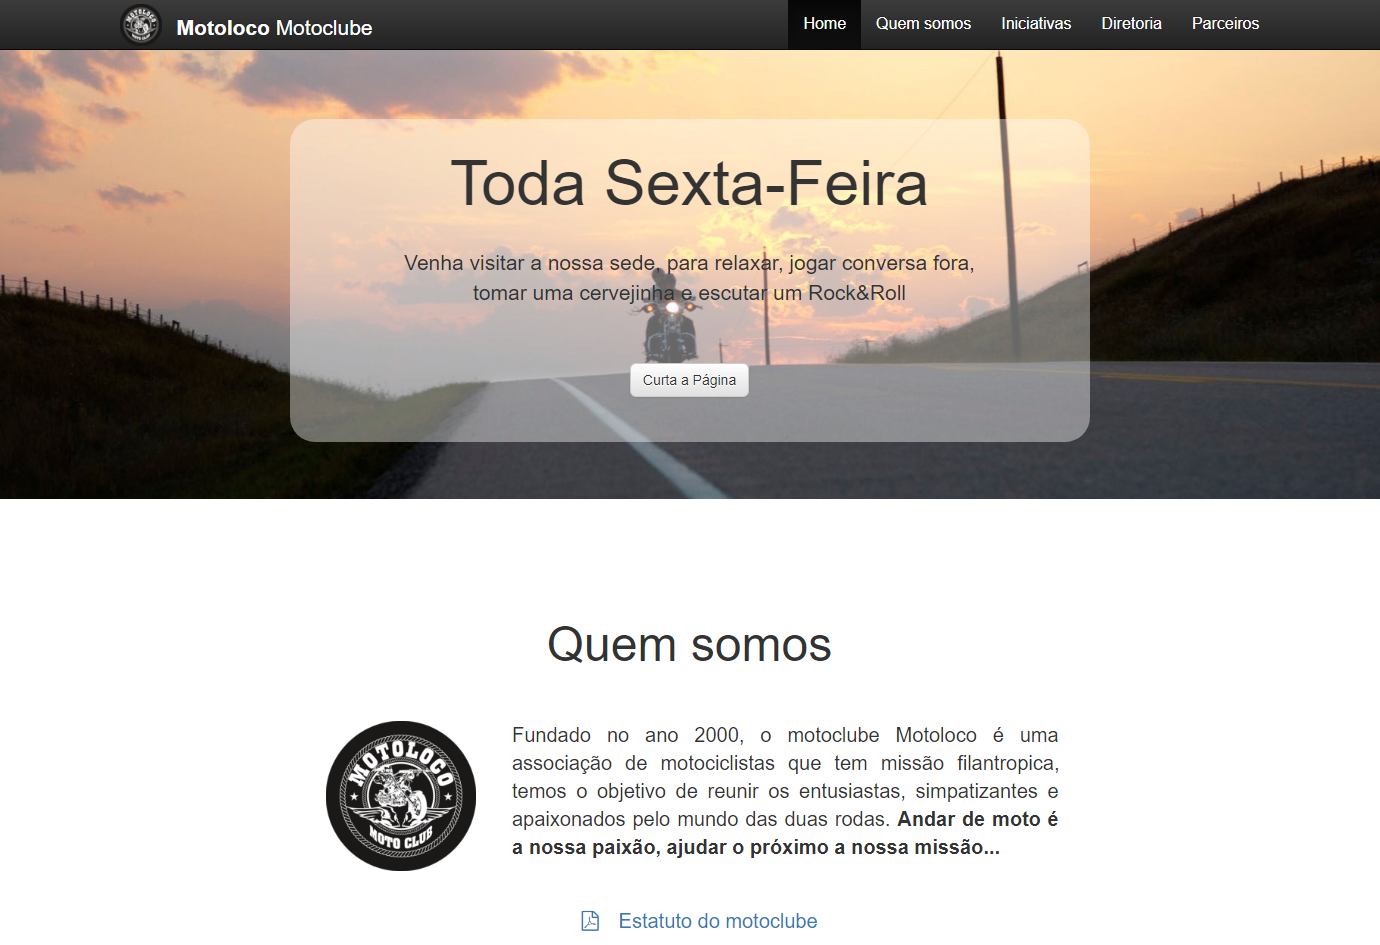 MOTOLOCO
MOTO CLUB
Motoloco Motoclube
Home
Quem somos
Iniciativas
Diretoria
Parceiros
Toda Sexta-Feira
Venha visitar a nossa sede, para relaxar, jogar conversa fora,
tomar uma cervejinha e escutar um Rock&Roll
Curta a Página
Quem somos
MOTOLOCO
MOTO CLUB
Fundado no ano 2000, o motoclube Motoloco é uma
associação de motociclistas que tem missão filantropica,
temos o objetivo de reunir os entusiastas, simpatizantes e
apaixonados pelo mundo das duas rodas. Andar de moto é
a nossa paixão, ajudar o próximo a nossa missão...
Estatuto do motoclube